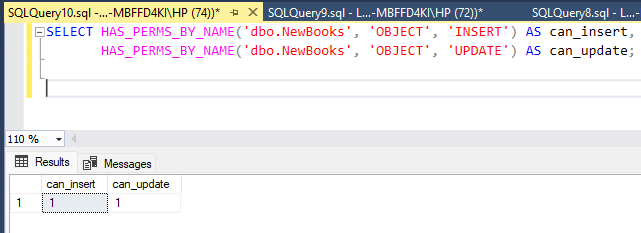 SQLQuery10.sql -...-MBFFD4KI\HP (74))* SQLQuery9.sql - L...-MBFFD4KI\HP (72))* SQLQuery8.sql - L...-
SELECT HAS_PERMS_BY_NAME('dbo.NewBooks', 'OBJECT', 'INSERT') AS can_insert,
HAS_PERMS_BY_NAME('dbo.NewBooks', 'OBJECT', 'UPDATE') AS can_update;
110 %
Results Messages
can_insert can_update
1 1 1